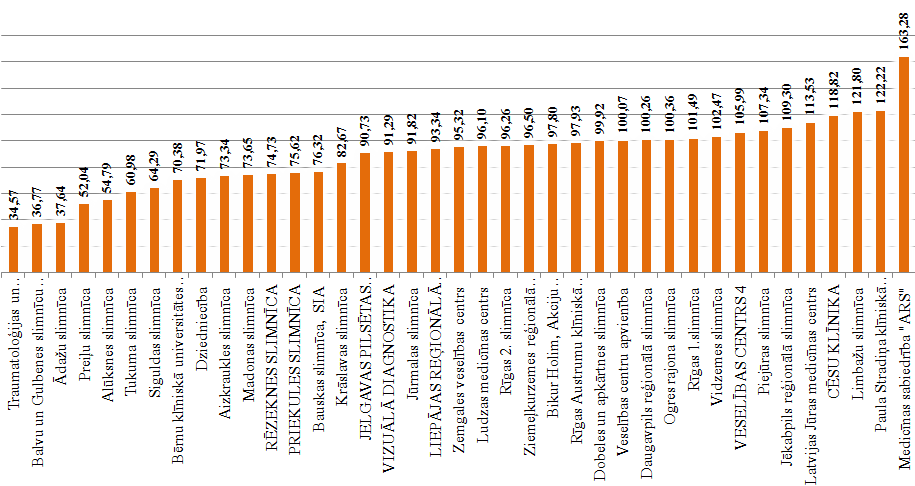 34,57
36,77
37,64
52,04
54,79
60,98
64,29
70,38
71,97
73,34
73,65
74,73
75,62
76,32
82,67
90,73
91,29
91,82
93,34
95,32
96,10
96,26
96,50
97,80
97,93
99,92
100,07
100,26
100,36
101,49
102,47
105,99
107,34
109,30
113,53
118,82
121,80
122,22
163,28
Traumatoloģijas un...
Balvu un Gulbenes slimnīcu...
Ādažu slimnīca
Preiļu slimnīca
Alūksnes slimnīca
Tukuma slimnīca
Siguldas slimnīca
Bērnu klīniskā universitātes...
Dziedniecība
Aizkraukles slimnīca
Madonas slimnīca
RĒZEKNES SLIMNĪCA
PRIEKULES SLIMNĪCA
Bauskas slimnīca, SIA
Krāslavas slimnīca
JELGAVAS PILSĒTAS...
VIZUĀLĀ DIAGNOSTIKA
Jūrmalas slimnīca
LIEPĀJAS REĢIONĀLĀ...
Zemgales veselības centrs
Ludzas medicīnas centrs
Rīgas 2. slimnīca
Ziemeļkurzemes reģionālā...
Bikur Holim, Akciju...
Rīgas Austrumu klīniskā...
Dobeles un apkārtnes slimnīca
Veselības centru apvienība
Daugavpils reģionālā slimnīca
Ogres rajona slimnīca
Rīgas 1. slimnīca
Vidzemes slimnīca
VESELĪBAS CENTRS 4
Piejūras slimnīca
Jēkabpils reģionālā slimnīca
Latvijas Jūras medicīnas centrs
CĒSU KLĪNIKA
Limbažu slimnīca
Paula Stradiņa klīniskā...
Medicīnas sabiedrība " ARS"